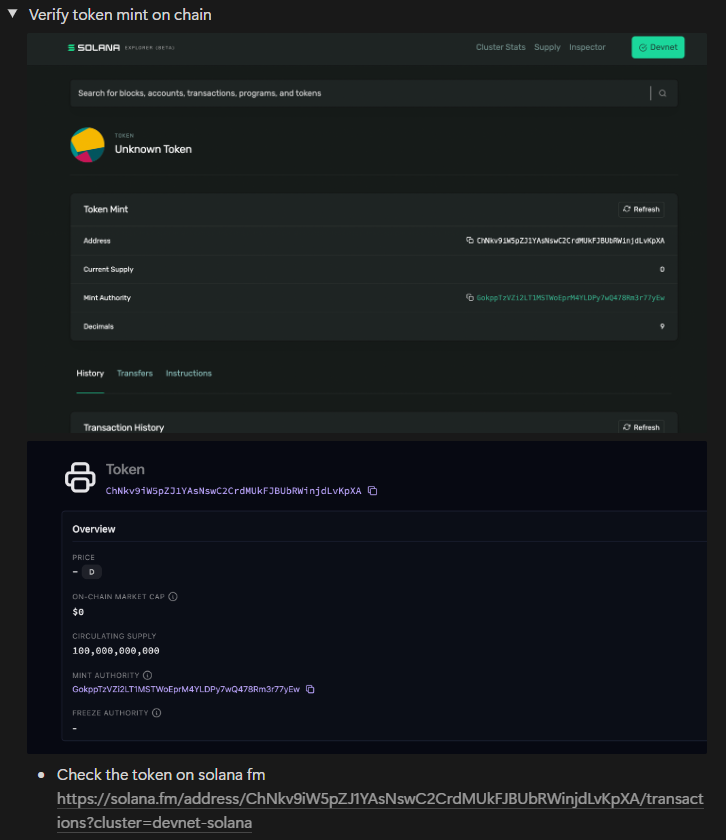 Verify token mint on chain
SOLANA EXPLORER (BETA)
Cluster Stats Supply Inspector Devnet
Search for blocks, accounts, transactions, programs, and tokens
TOKEN
Unknown Token
Token Mint Refresh
Address ChNkv9iW5pZJ1YAsNswC2CrdMUkFJBUbRWinjdLvKpXA
Current Supply 0
Mint Authority GokppTzVZi2LT1MSTWoEprM4YLDPy7wQ478Rm3r77yEw
Decimals 9
History Transfers Instructions
Transaction History Refresh
Token
ChNkv9iW5pZJ1YAsNswC2CrdMUkFJBUbRWinjdLvKpXA
Overview
PRICE
– D
ON-CHAIN MARKET CAP
$0
CIRCULATING SUPPLY
100,000,000,000
MINT AUTHORITY
GokppTzVZi2LT1MSTWoEprM4YLDPy7wQ478Rm3r77yEw
FREEZE AUTHORITY
-
• Check the token on solana fm
https://solana.fm/address/ChNkv9iW5pZJ1YAsNswC2CrdMUkFJBUbRWinjdLvKpXA/transact
ions?cluster=devnet-solana